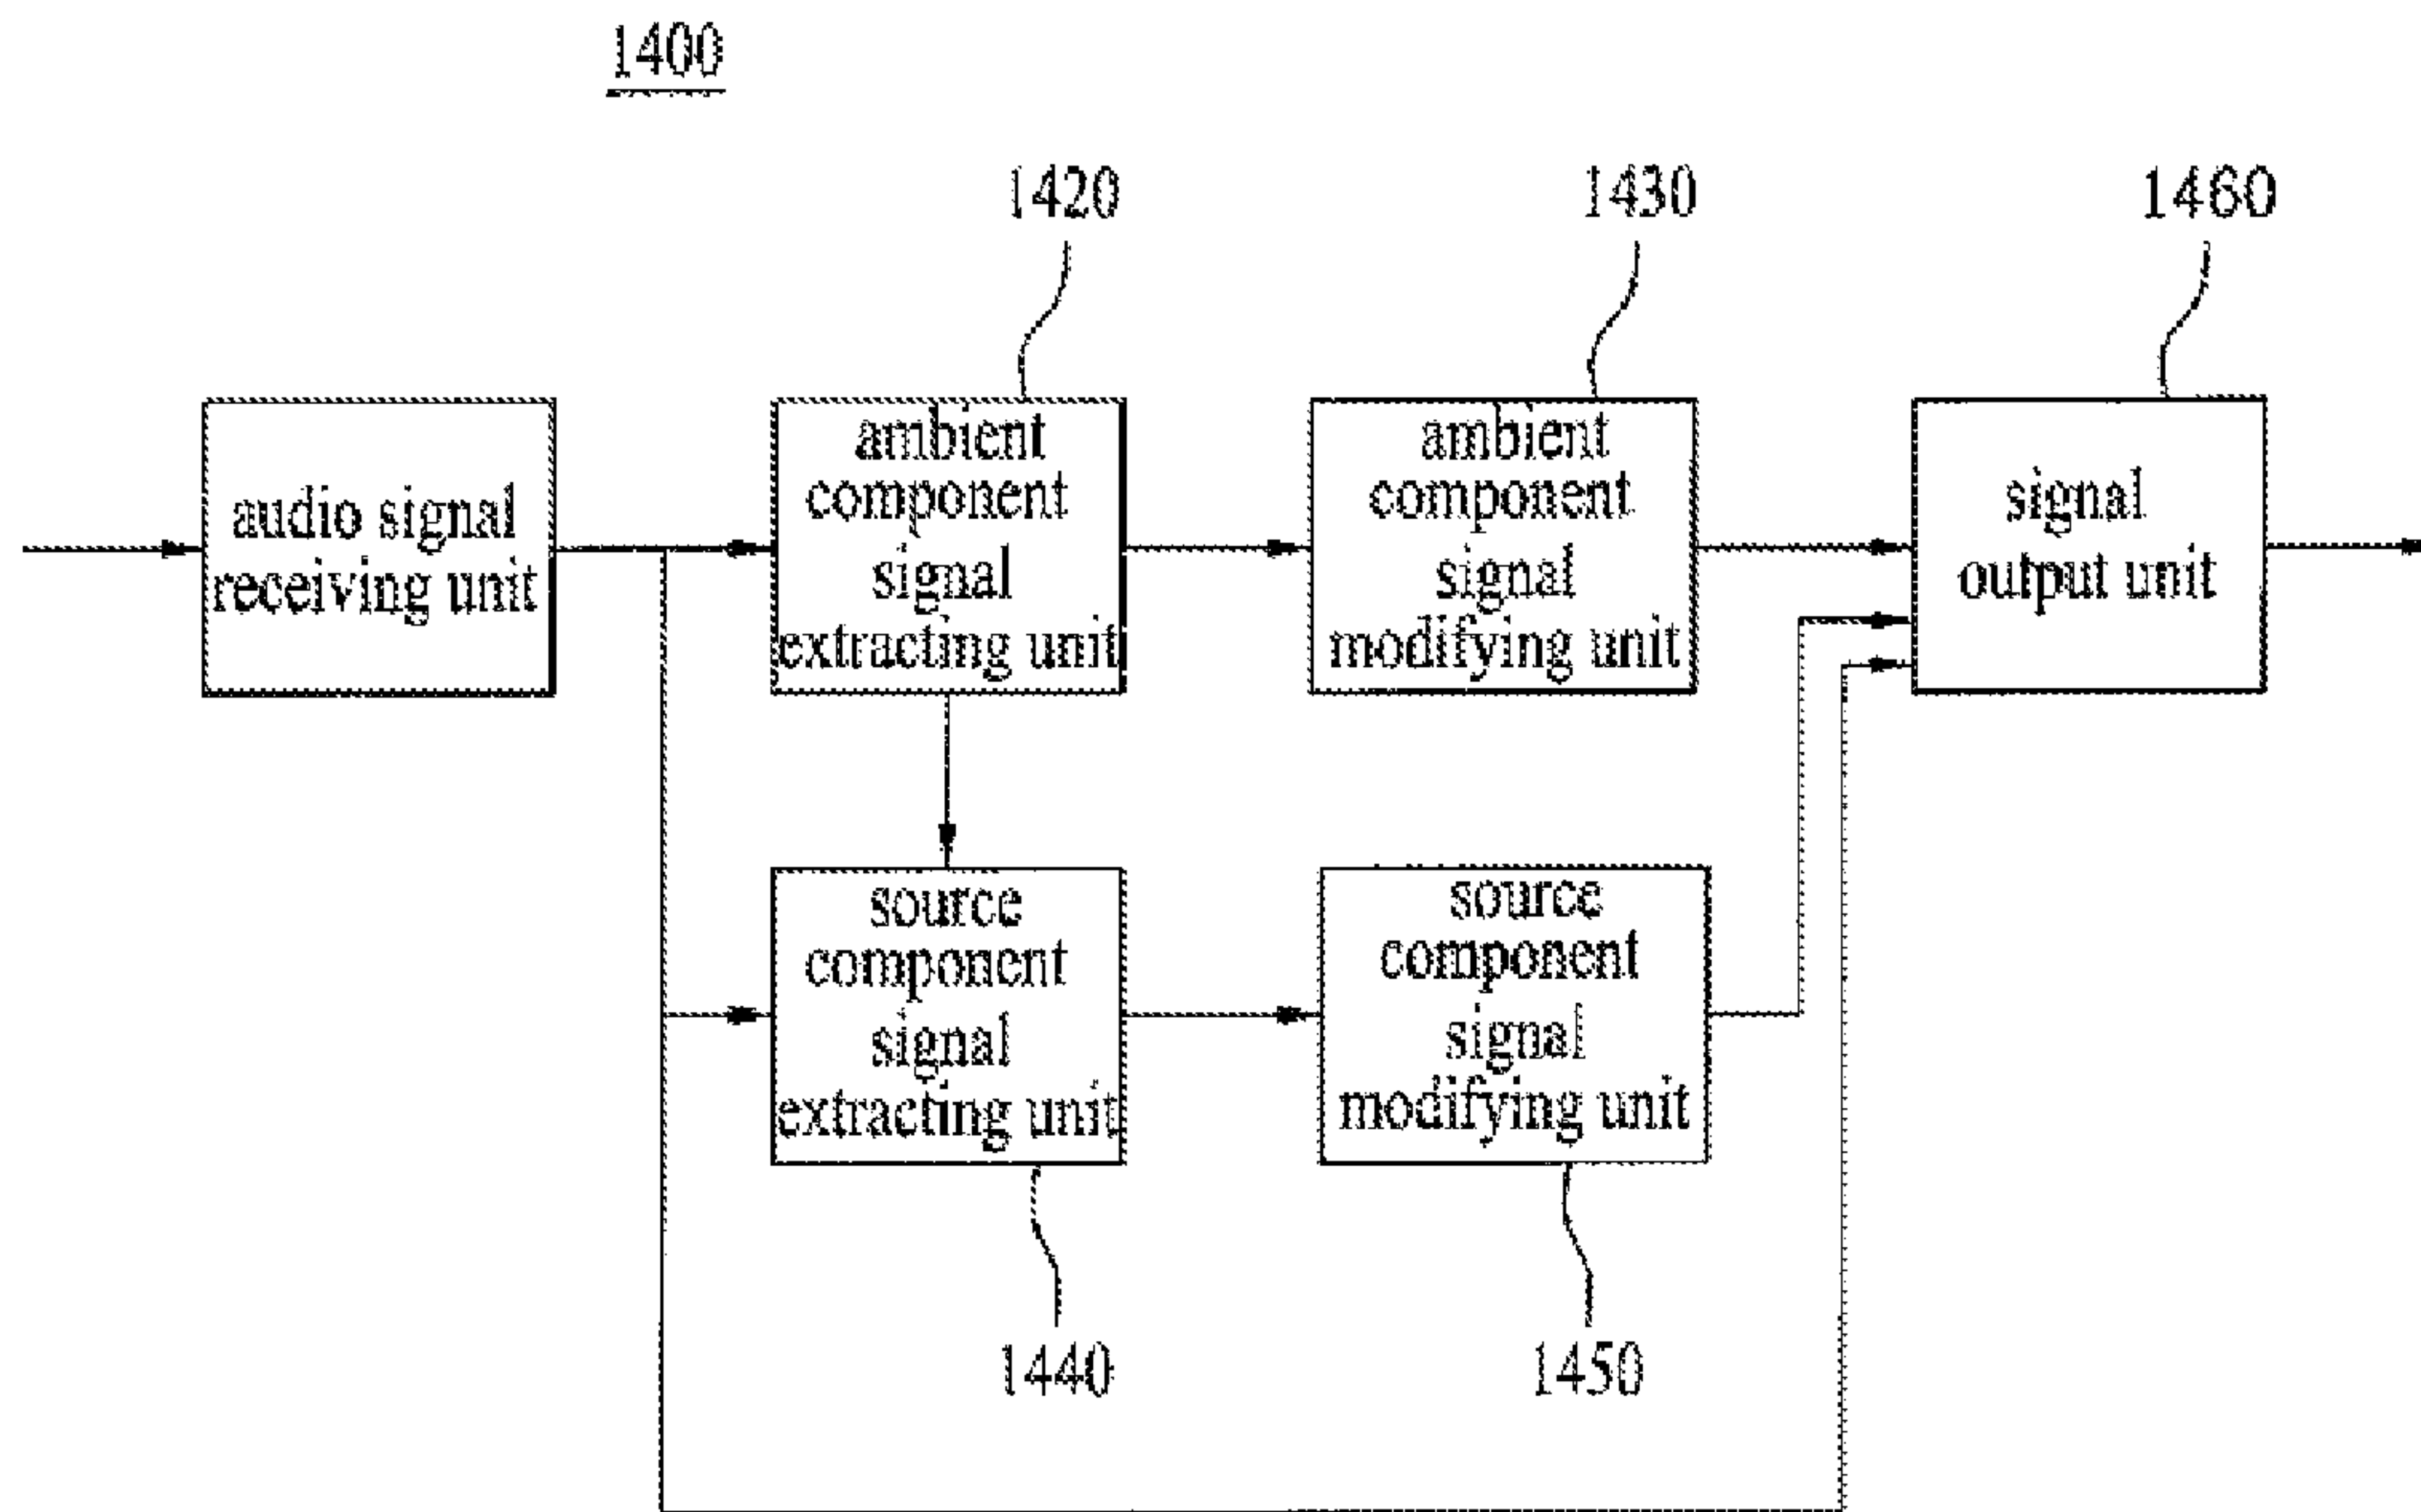 1400
1420
1430
1460
audio signal
receiving unit
ambient
component
signal
extracting unit
ambient
component
signal
modifying unit
signal
output unit
source
component
signal
extracting unit
source
component
signal
modifying unit
1440
1450